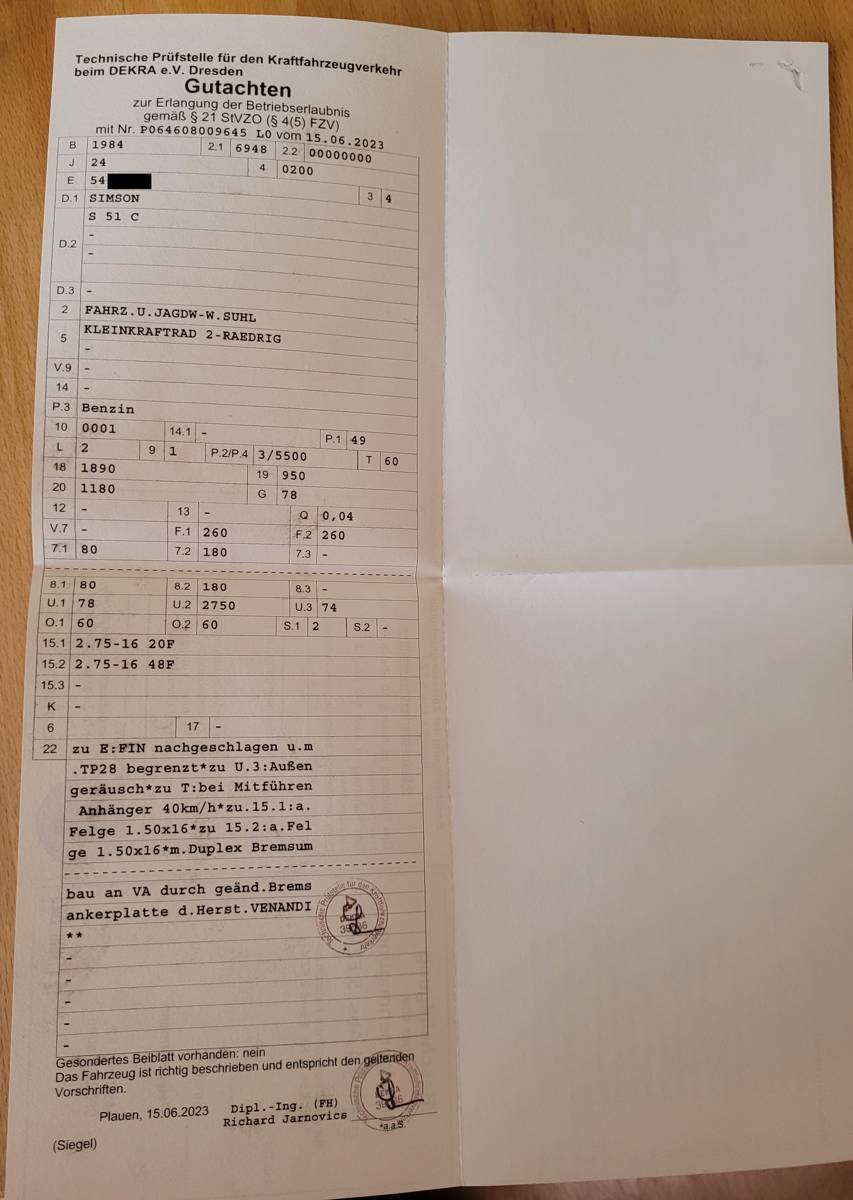 Technische Prüfstelle für den Kraftfahrzeugverkehr
beim DEKRA e.V. Dresden
Gutachten
zur Erlangung der Betriebserlaubnis
gemäß § 21 StVZO (§ 4(5) FZV)
mit Nr. P064608009645 L0 vom 15.06.2023
B 1984 2.1 6948 2.2 00000000
J 24 4 0200
E 54
D.1 SIMSON 3 4
S 51 C
D.2 -
-
D.3 -
2 FAHRZ.U.JAGDW-W.SUHL
5 KLEINKRAFTRAD 2-RAEDRIG
-
V.9 -
14 -
P.3 Benzin
10 0001 14.1 - P.1 49
L 2 9 1 P.2/P.4 3/5500 T 60
18 1890 19 950
20 1180 G 78
12 - 13 - Q 0,04
V.7 - F.1 260 F.2 260
7.1 80 7.2 180 7.3 -
8.1 80 8.2 180 8.3 -
U.1 78 U.2 2750 U.3 74
O.1 60 O.2 60 S.1 2 S.2 -
15.1 2.75-16 20F
15.2 2.75-16 48F
15.3 -
K -
6 17 -
22 zu E:FIN nachgeschlagen u.m
.TP28 begrenzt*zu U.3:Außen
geräusch*zu T:bei Mitführen
Anhänger 40km/h*zu.15.1:a.
Felge 1.50x16*zu 15.2:a.Fel
ge 1.50x16*m.Duplex Bremsum
bau an VA durch geänd.Brems
ankerplatte d.Herst.VENANDI
**
-
-
-
-
-
Gesondertes Beiblatt vorhanden: nein
Das Fahrzeug ist richtig beschrieben und entspricht den geltenden
Vorschriften.
Plauen, 15.06.2023 Dipl.-Ing. (FH)
Richard Jarnovics
*a.a.S.
(Siegel)